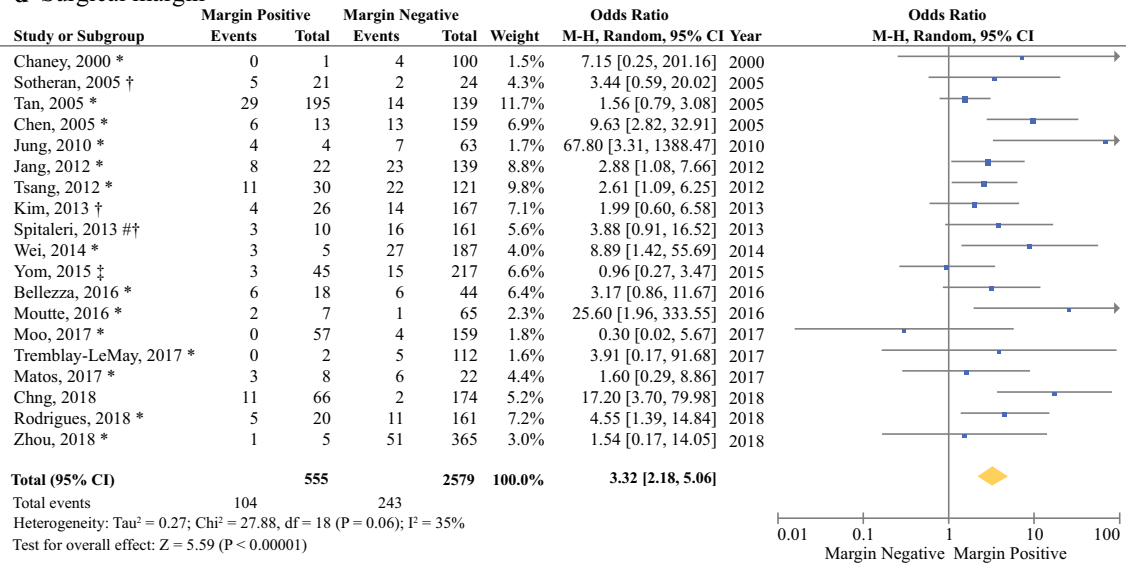 d Surgical margin
Margin Positive Margin Negative Odds Ratio Odds Ratio
Study or Subgroup Events Total Events Total Weight M-H, Random, 95% CI Year M-H, Random, 95% CI
Chaney, 2000 * 0 1 4 100 1.5% 7.15 [0.25, 201.16] 2000
Sotheran, 2005 † 5 21 2 24 4.3% 3.44 [0.59, 20.02] 2005
Tan, 2005 * 29 195 14 139 11.7% 1.56 [0.79, 3.08] 2005
Chen, 2005 * 6 13 13 159 6.9% 9.63 [2.82, 32.91] 2005
Jung, 2010 * 4 4 7 63 1.7% 67.80 [3.31, 1388.47] 2010
Jang, 2012 * 8 22 23 139 8.8% 2.88 [1.08, 7.66] 2012
Tsang, 2012 * 11 30 22 121 9.8% 2.61 [1.09, 6.25] 2012
Kim, 2013 † 4 26 14 167 7.1% 1.99 [0.60, 6.58] 2013
Spitaleri, 2013 #† 3 10 16 161 5.6% 3.88 [0.91, 16.52] 2013
Wei, 2014 * 3 5 27 187 4.0% 8.89 [1.42, 55.69] 2014
Yom, 2015 ‡ 3 45 15 217 6.6% 0.96 [0.27, 3.47] 2015
Bellezza, 2016 * 6 18 6 44 6.4% 3.17 [0.86, 11.67] 2016
Moutte, 2016 * 2 7 1 65 2.3% 25.60 [1.96, 333.55] 2016
Moo, 2017 * 0 57 4 159 1.8% 0.30 [0.02, 5.67] 2017
Tremblay-LeMay, 2017 * 0 2 5 112 1.6% 3.91 [0.17, 91.68] 2017
Matos, 2017 * 3 8 6 22 4.4% 1.60 [0.29, 8.86] 2017
Chng, 2018 11 66 2 174 5.2% 17.20 [3.70, 79.98] 2018
Rodrigues, 2018 * 5 20 11 161 7.2% 4.55 [1.39, 14.84] 2018
Zhou, 2018 * 1 5 51 365 3.0% 1.54 [0.17, 14.05] 2018
Total (95% CI) 555 2579 100.0% 3.32 [2.18, 5.06]
Total events 104 243
Heterogeneity: Tau² = 0.27; Chi² = 27.88, df = 18 (P = 0.06); I² = 35%
Test for overall effect: Z = 5.59 (P < 0.00001)
0.01 0.1 1 10 100
Margin Negative Margin Positive